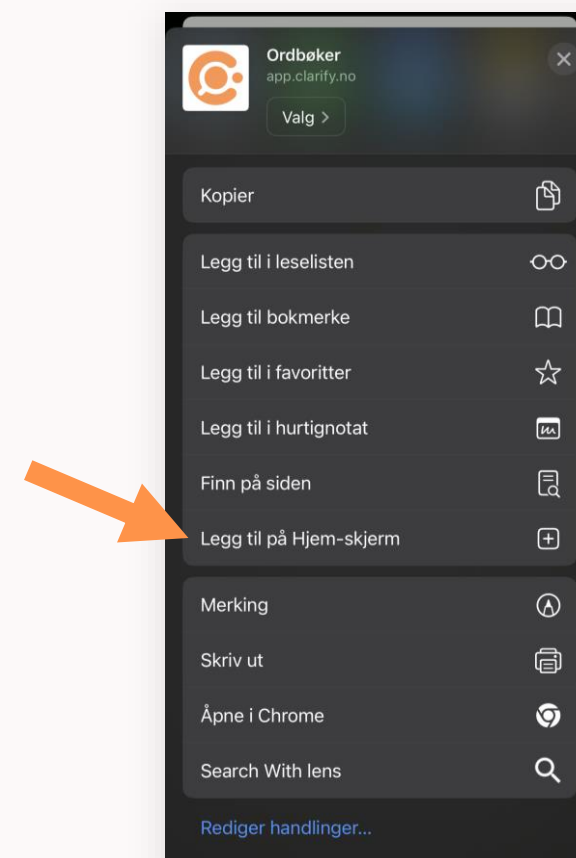 Ordbøker
app.clarify.no
Valg >
Kopier
Legg til i leselisten
Legg til bokmerke
Legg til i favoritter
Legg til i hurtignotat
Finn på siden
Legg til på Hjem-skjerm
Merking
Skriv ut
Åpne i Chrome
Search With lens
Rediger handlinger...